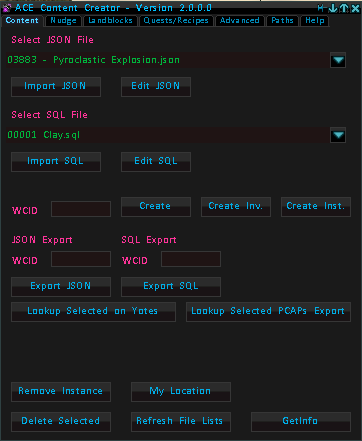 ACE Content Creator - Version 2.0.0.0
Content Nudge Landblocks Quests/Recipes Advanced Paths Help
Select JSON File
03883 - Pyroclastic Explosion.json
Import JSON Edit JSON
Select SQL File
00001 Clay.sql
Import SQL Edit SQL
WCID Create Create Inv. Create Inst.
JSON Export SQL Export
WCID WCID
Export JSON Export SQL
Lookup Selected on Yotes Lookup Selected PCAPs Export
Remove Instance My Location
Delete Selected Refresh File Lists GetInfo